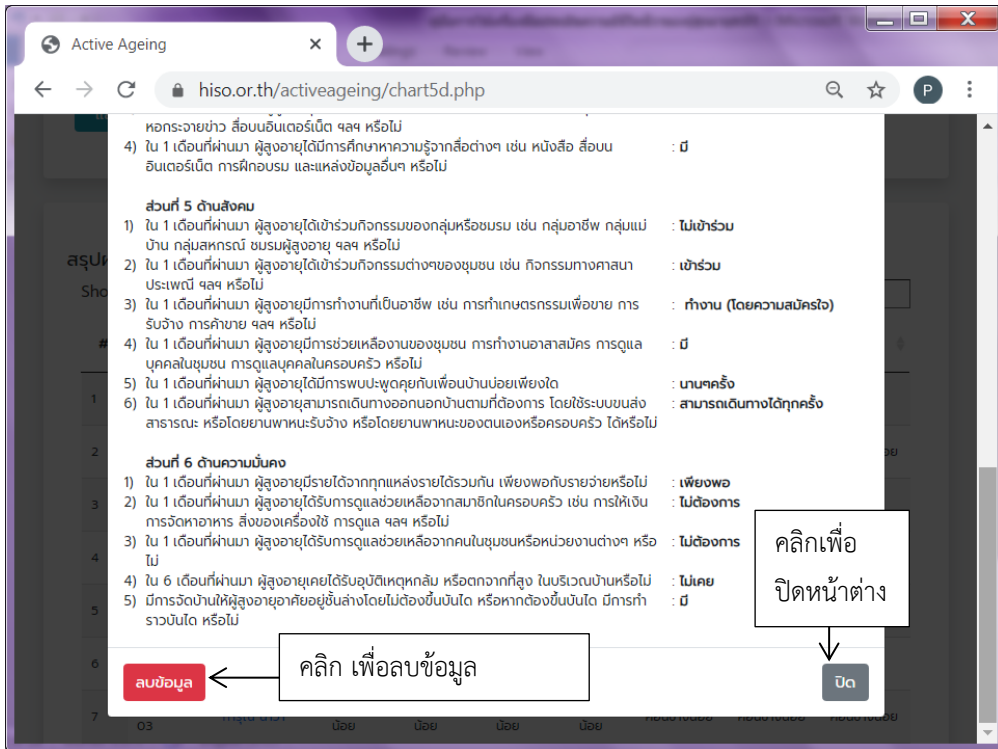 Active Ageing
hiso.or.th/activeageing/chart5d.php
P
หอกระจายข่าว สื่อบนอินเตอร์เน็ต ฯลฯ หรือไม่
4) ใน 1 เดือนที่ผ่านมา ผู้สูงอายุได้มีการศึกษาหาความรู้จากสื่อต่างๆ เช่น หนังสือ สื่อบน : มี
อินเตอร์เน็ต การฝึกอบรม และแหล่งข้อมูลอื่นๆ หรือไม่
ส่วนที่ 5 ด้านสังคม
1) ใน 1 เดือนที่ผ่านมา ผู้สูงอายุได้เข้าร่วมกิจกรรมของกลุ่มหรือชมรม เช่น กลุ่มอาชีพ กลุ่มแม่ : ไม่เข้าร่วม
บ้าน กลุ่มสหกรณ์ ชมรมผู้สูงอายุ ฯลฯ หรือไม่
2) ใน 1 เดือนที่ผ่านมา ผู้สูงอายุได้เข้าร่วมกิจกรรมต่างๆของชุมชน เช่น กิจกรรมทางศาสนา : เข้าร่วม
ประเพณี ฯลฯ หรือไม่
3) ใน 1 เดือนที่ผ่านมา ผู้สูงอายุมีการทำงานที่เป็นอาชีพ เช่น การทำเกษตรกรรมเพื่อขาย การ : ทำงาน (โดยความสมัครใจ)
รับจ้าง การค้าขาย ฯลฯ หรือไม่
4) ใน 1 เดือนที่ผ่านมา ผู้สูงอายุมีการช่วยเหลืองานของชุมชน การทำงานอาสาสมัคร การดูแล : มี
บุคคลในชุมชน การดูแลบุคคลในครอบครัว หรือไม่
5) ใน 1 เดือนที่ผ่านมา ผู้สูงอายุได้มีการพบปะพูดคุยกับเพื่อนบ้านบ่อยเพียงใด : นานๆครั้ง
6) ใน 1 เดือนที่ผ่านมา ผู้สูงอายุสามารถเดินทางออกนอกบ้านตามที่ต้องการ โดยใช้ระบบขนส่ง : สามารถเดินทางได้ทุกครั้ง
สาธารณะ หรือโดยยานพาหนะรับจ้าง หรือโดยยานพาหนะของตนเองหรือครอบครัว ได้หรือไม่
ส่วนที่ 6 ด้านความมั่นคง
1) ใน 1 เดือนที่ผ่านมา ผู้สูงอายุมีรายได้จากทุกแหล่งรายได้รวมกัน เพียงพอกับรายจ่ายหรือไม่ : เพียงพอ
2) ใน 1 เดือนที่ผ่านมา ผู้สูงอายุได้รับการดูแลช่วยเหลือจากสมาชิกในครอบครัว เช่น การให้เงิน : ไม่ต้องการ
การจัดหาอาหาร สิ่งของเครื่องใช้ การดูแล ฯลฯ หรือไม่
3) ใน 1 เดือนที่ผ่านมา ผู้สูงอายุได้รับการดูแลช่วยเหลือจากคนในชุมชนหรือหน่วยงานต่างๆ หรือ : ไม่ต้องการ
ไม่
4) ใน 6 เดือนที่ผ่านมา ผู้สูงอายุเคยได้รับอุบัติเหตุหกล้ม หรือตกจากที่สูง ในบริเวณบ้านหรือไม่ : ไม่เคย
5) มีการจัดบ้านให้ผู้สูงอายุอาศัยอยู่ชั้นล่างโดยไม่ต้องขึ้นบันได หรือหากต้องขึ้นบันได มีการทำ : มี
ราวบันได หรือไม่
คลิกเพื่อ
ปิดหน้าต่าง
ลบข้อมูล
คลิก เพื่อลบข้อมูล
ปิด
Sho
#
1
2
3
4
5
6
7
03 น้อย น้อย น้อย น้อย